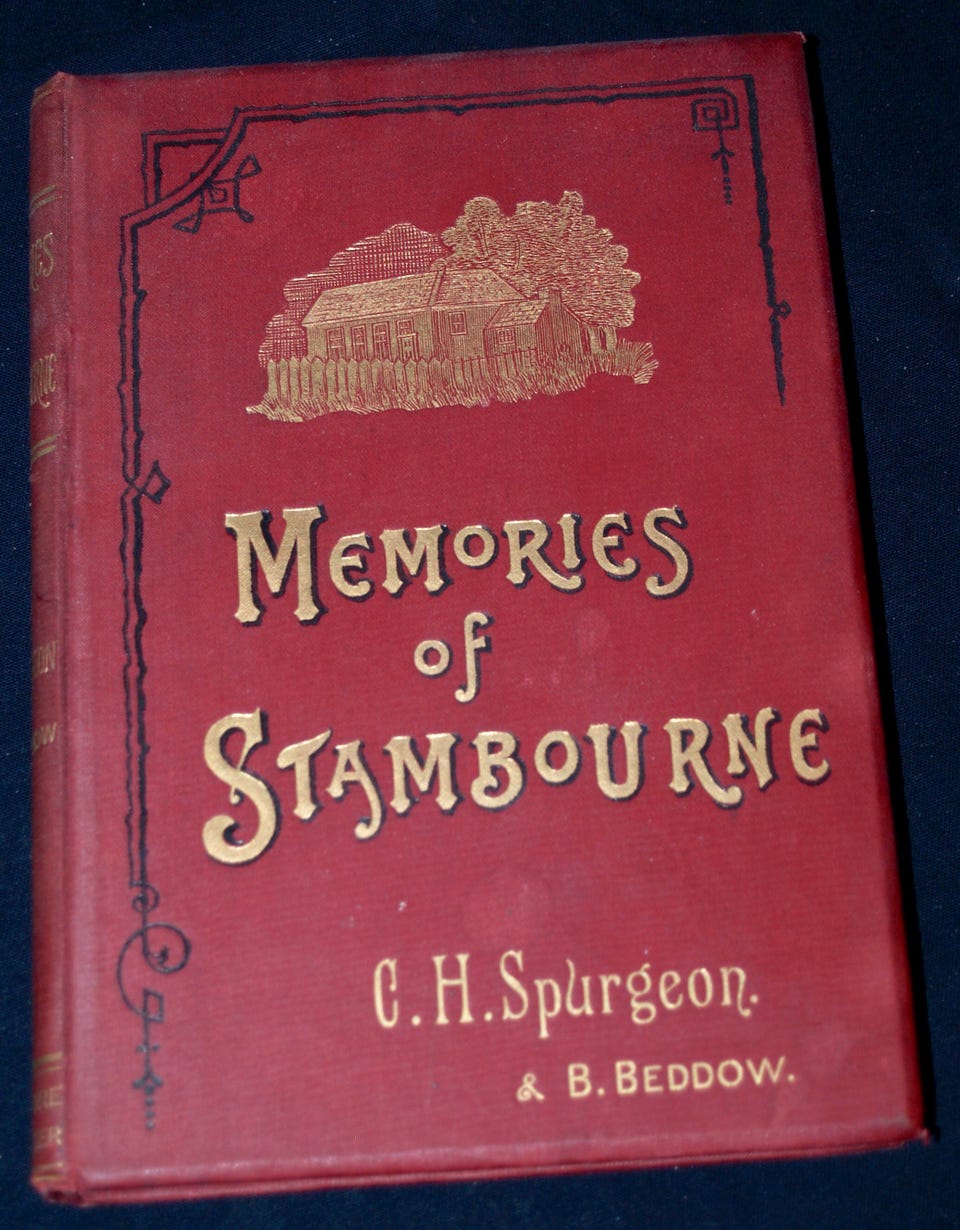 MEMORIES
OF
STAMBOURNE
C. H. Spurgeon.
& B. BEDDOW.